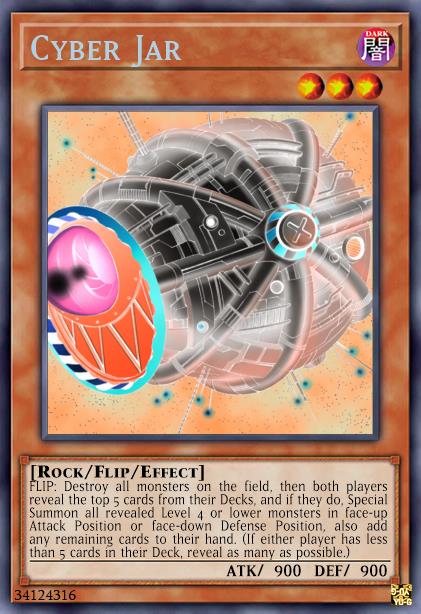 CYBER JAR
DARK
闇
[ROCK/FLIP/EFFECT]
FLIP: Destroy all monsters on the field, then both players
reveal the top 5 cards from their Decks, and if they do, Special
Summon all revealed Level 4 or lower monsters in face-up
Attack Position or face-down Defense Position, also add
any remaining cards to their hand. (If either player has less
than 5 cards in their Deck, reveal as many as possible.)
ATK/ 900 DEF/ 900
34124316